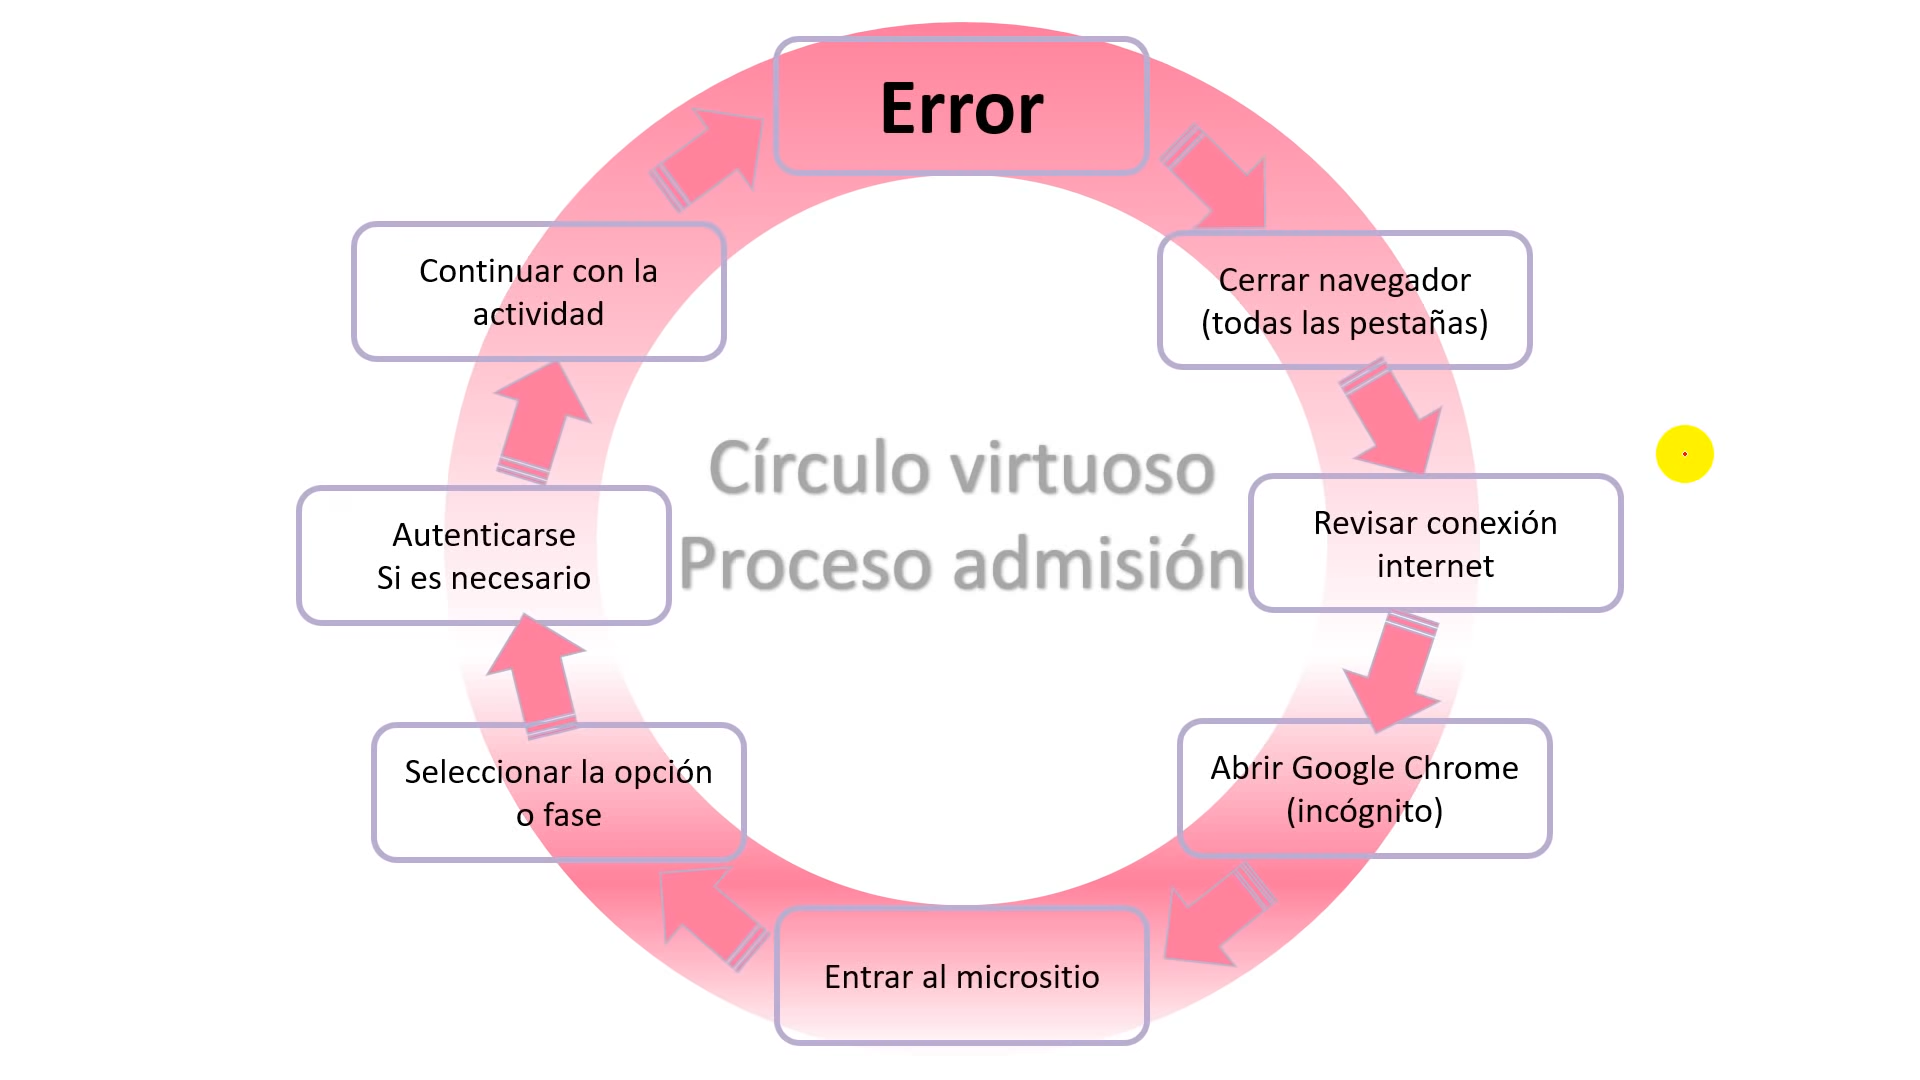 Error
Cerrar navegador
(todas las pestañas)
Revisar conexión
internet
Abrir Google Chrome
(incógnito)
Entrar al micrositio
Seleccionar la opción
o fase
Autenticarse
Si es necesario
Continuar con la
actividad
Círculo virtuoso
Proceso admisión